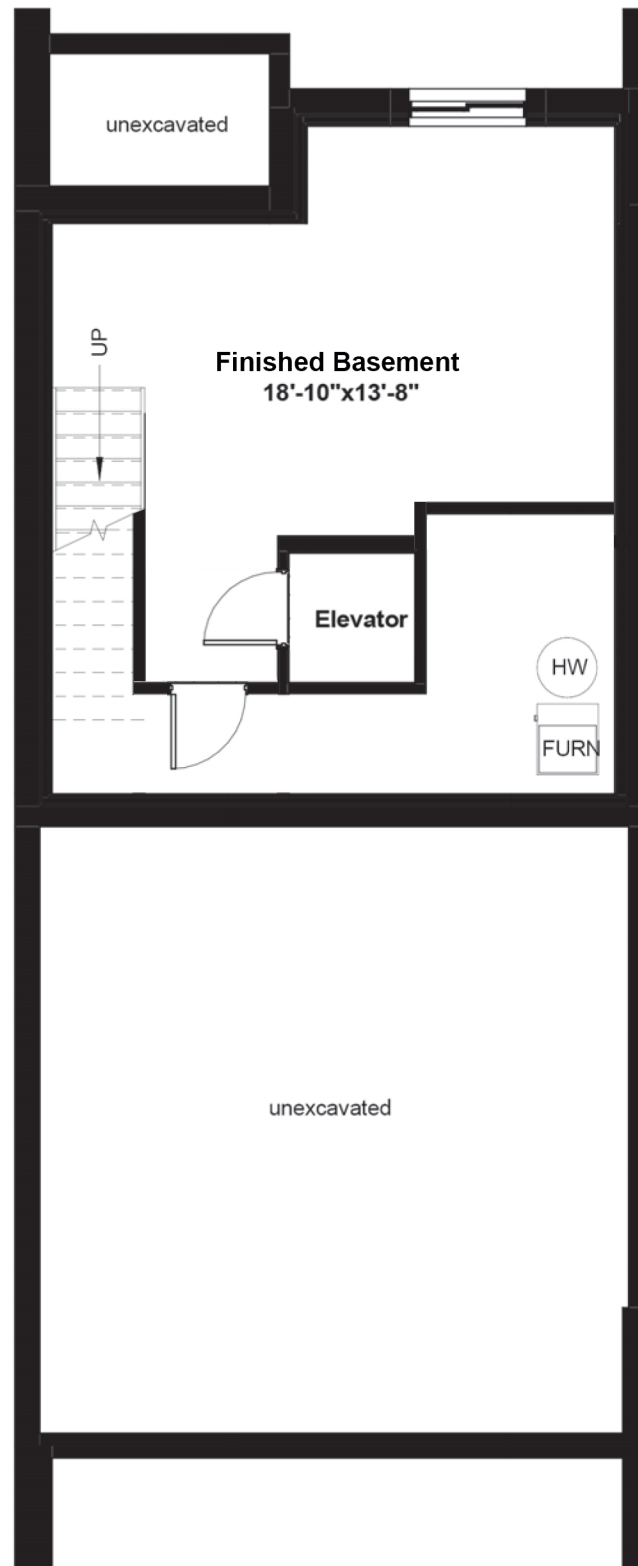 unexcavated
UP
Finished Basement
18'-10"x13'-8"
Elevator
HW
FURN
unexcavated